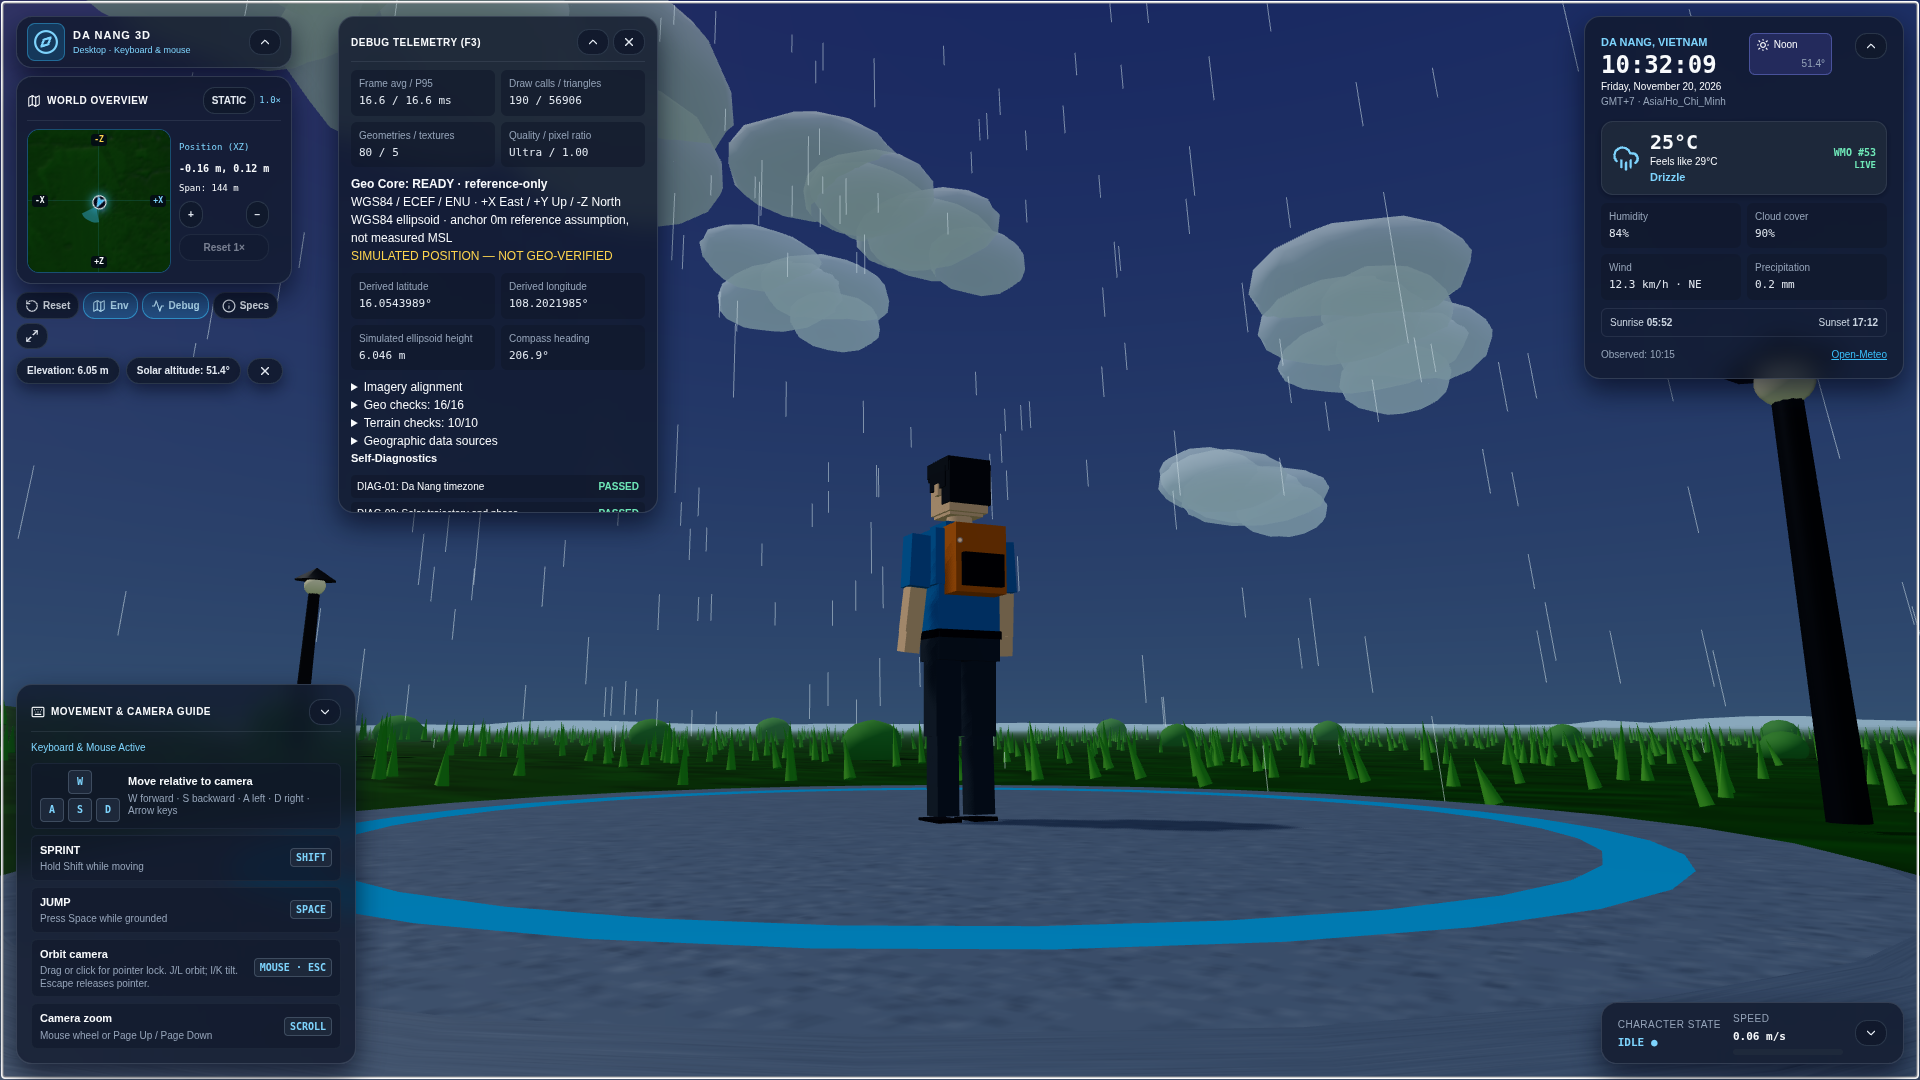 DA NANG 3D
Desktop · Keyboard & mouse
WORLD OVERVIEW
STATIC
1.0×
-Z
-X
+X
+Z
Position (XZ)
-0.16 m, 0.12 m
Span: 144 m
+
−
Reset 1×
Reset
Env
Debug
Specs
Elevation: 6.05 m
Solar altitude: 51.4°
DEBUG TELEMETRY (F3)
Frame avg / P95
16.6 / 16.6 ms
Draw calls / triangles
190 / 56906
Geometries / textures
80 / 5
Quality / pixel ratio
Ultra / 1.00
Geo Core: READY · reference-only
WGS84 / ECEF / ENU · +X East / +Y Up / -Z North
WGS84 ellipsoid · anchor 0m reference assumption,
not measured MSL
SIMULATED POSITION — NOT GEO-VERIFIED
Derived latitude
16.0543989°
Derived longitude
108.2021985°
Simulated ellipsoid height
6.046 m
Compass heading
206.9°
Imagery alignment
Geo checks: 16/16
Terrain checks: 10/10
Geographic data sources
Self-Diagnostics
DIAG-01: Da Nang timezone
PASSED
DIAG-02: Solar trajectory and phase
PASSED
DA NANG, VIETNAM
10:32:09
Friday, November 20, 2026
GMT+7 · Asia/Ho_Chi_Minh
Noon
51.4°
25°C
Feels like 29°C
Drizzle
WMO #53
LIVE
Humidity
84%
Cloud cover
90%
Wind
12.3 km/h · NE
Precipitation
0.2 mm
Sunrise 05:52
Sunset 17:12
Observed: 10:15
Open-Meteo
MOVEMENT & CAMERA GUIDE
Keyboard & Mouse Active
W
A
S
D
Move relative to camera
W forward · S backward · A left · D right ·
Arrow keys
SPRINT
Hold Shift while moving
SHIFT
JUMP
Press Space while grounded
SPACE
Orbit camera
Drag or click for pointer lock. J/L orbit; I/K tilt.
Escape releases pointer.
MOUSE · ESC
Camera zoom
Mouse wheel or Page Up / Page Down
SCROLL
CHARACTER STATE
IDLE
SPEED
0.06 m/s